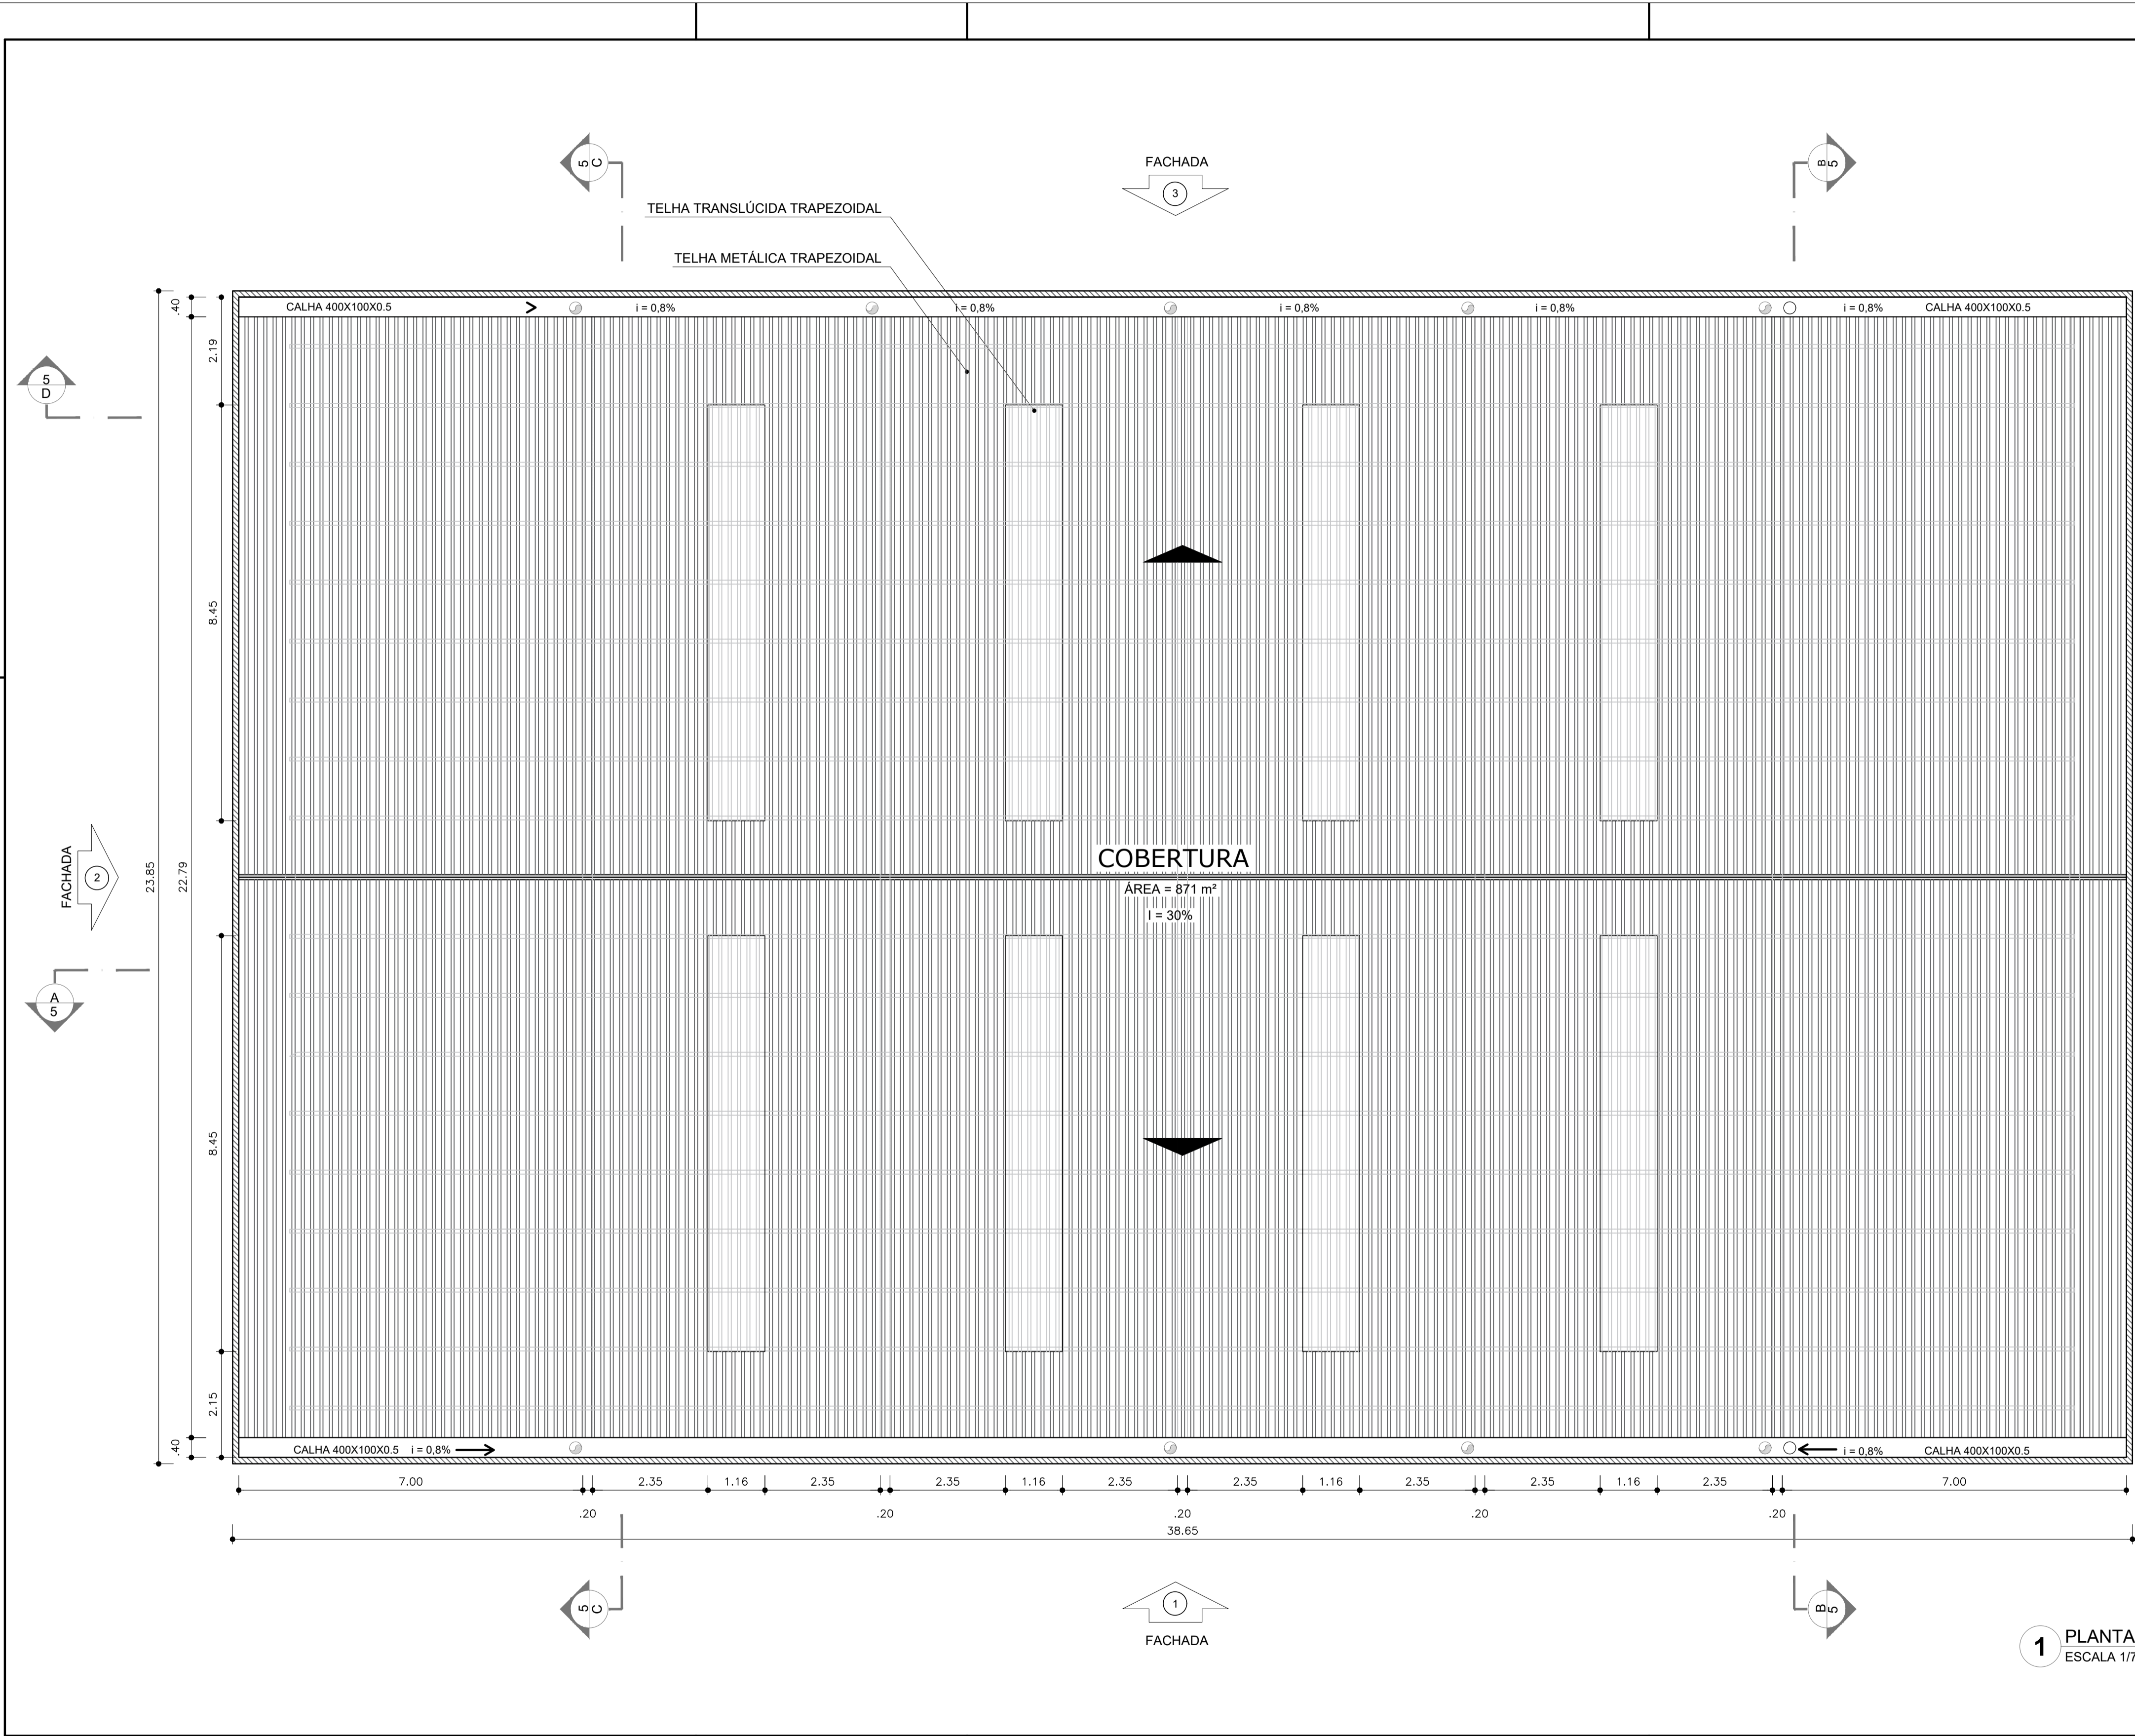 5
C
FACHADA
3
B
5
TELHA TRANSLÚCIDA TRAPEZOIDAL
TELHA METÁLICA TRAPEZOIDAL
.40
CALHA 400X100X0.5
i = 0,8%
i = 0,8%
i = 0,8%
i = 0,8%
i = 0,8%
CALHA 400X100X0.5
2.19
5
D
8.45
FACHADA
2
23.85
22.79
COBERTURA
ÁREA = 871 m²
I = 30%
A
5
8.45
2.15
.40
CALHA 400X100X0.5 i = 0,8%
i = 0,8% CALHA 400X100X0.5
7.00 2.35 1.16 2.35 2.35 1.16 2.35 2.35 1.16 2.35 2.35 1.16 2.35 7.00
.20 .20 .20 .20 .20
38.65
5
C
1
FACHADA
B
5
1
PLANTA
ESCALA 1/7